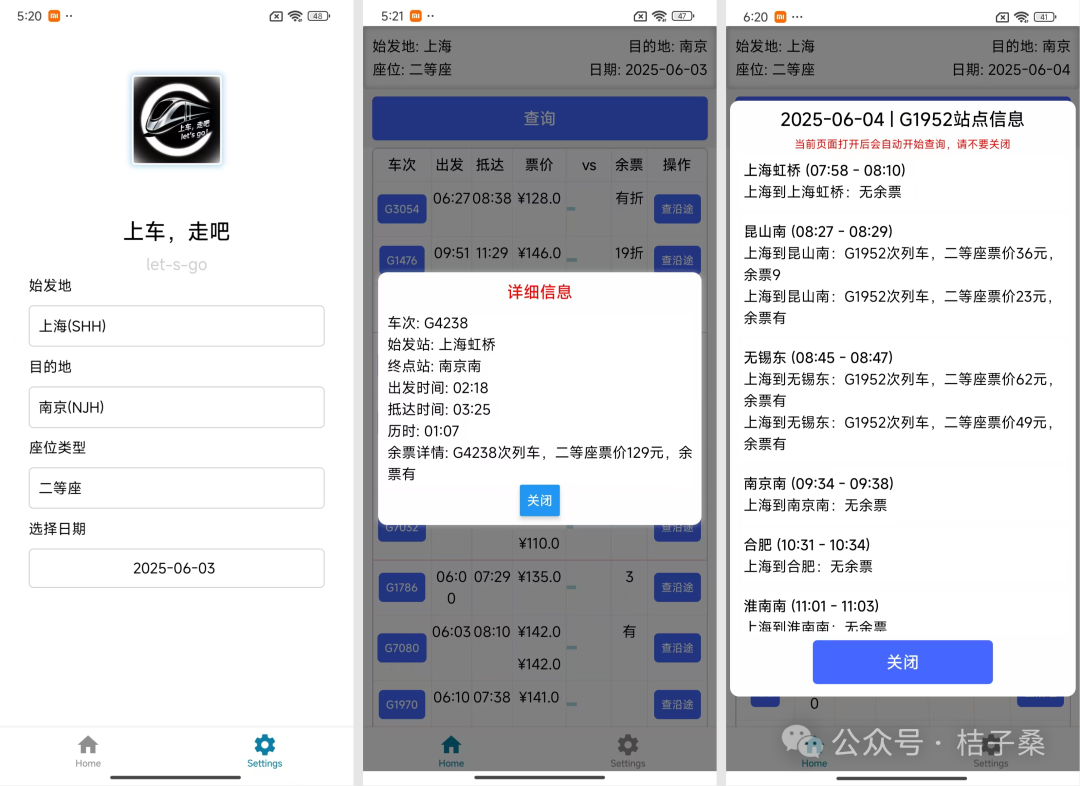 5:20
48
上车，走吧
let's go!
上车，走吧
let-s-go
始发地
上海(SHH)
目的地
南京(NJH)
座位类型
二等座
选择日期
2025-06-03
Home
Settings
5:21
47
始发地: 上海
目的地: 南京
座位: 二等座
日期: 2025-06-03
查询
车次 出发 抵达 票价 vs 余票 操作
G3054 06:27 08:38 ¥128.0 有折 查沿途
G1476 09:51 11:29 ¥146.0 19折 查沿途
详细信息
车次: G4238
始发站: 上海虹桥
终点站: 南京南
出发时间: 02:18
抵达时间: 03:25
历时: 01:07
余票详情: G4238次列车，二等座票价129元，余
票有
关闭
G7032 查沿途
¥110.0
G1786 06:0 07:29 ¥135.0 3 查沿途
0
G7080 06:03 08:10 ¥142.0 有 查沿途
¥142.0
G1970 06:10 07:38 ¥141.0 查沿途
Home
Settings
6:20
41
始发地: 上海
目的地: 南京
座位: 二等座
日期: 2025-06-04
2025-06-04 | G1952站点信息
当前页面打开后会自动开始查询，请不要关闭
上海虹桥 (07:58 - 08:10)
上海到上海虹桥：无余票
昆山南 (08:27 - 08:29)
上海到昆山南：G1952次列车，二等座票价36元，
余票9
上海到昆山南：G1952次列车，二等座票价23元，
余票有
无锡东 (08:45 - 08:47)
上海到无锡东：G1952次列车，二等座票价62元，
余票有
上海到无锡东：G1952次列车，二等座票价49元，
余票有
南京南 (09:34 - 09:38)
上海到南京南：无余票
合肥 (10:31 - 10:34)
上海到合肥：无余票
淮南南 (11:01 - 11:03)
上海到淮南南：无余票
关闭
0
公众号 · 桔子桑
Home
Settings